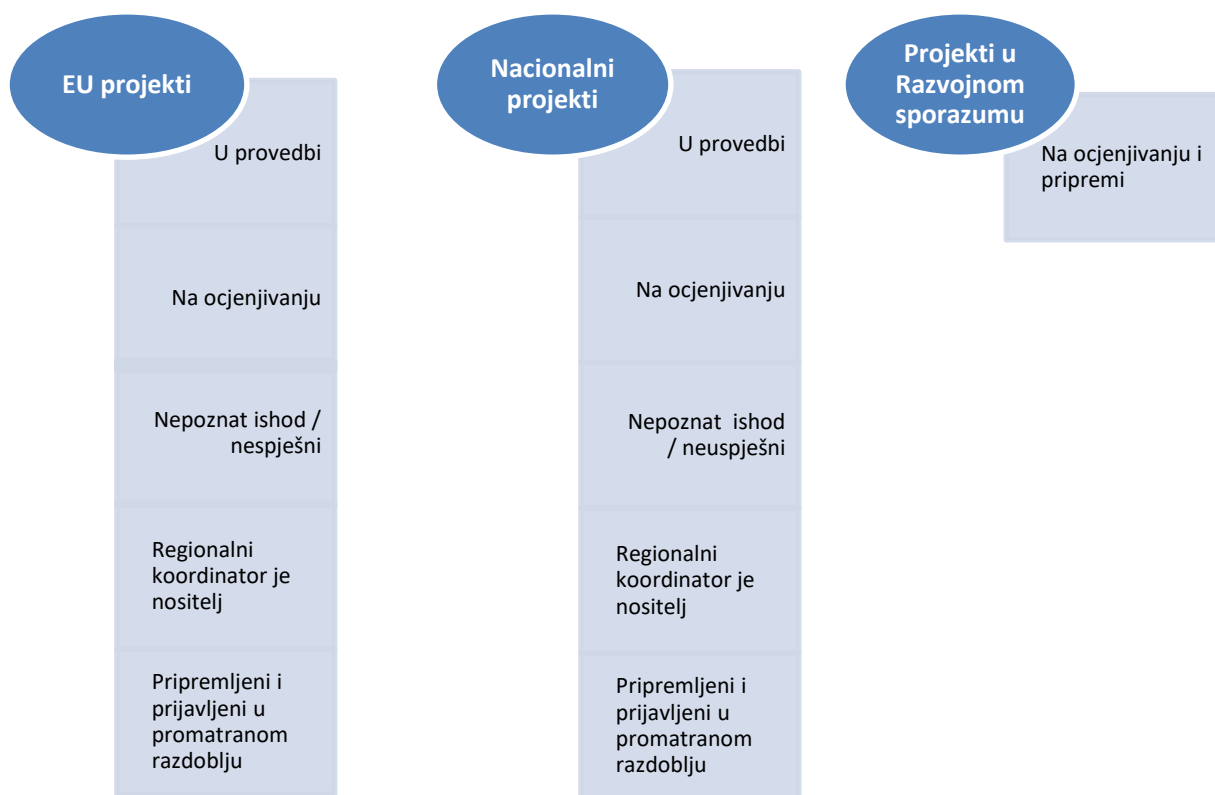 EU projekti
U provedbi
Na ocjenjivanju
Nepoznat ishod /
nespješni
Regionalni
koordinator je
nositelj
Pripremljeni i
prijavljeni u
promatranom
razdoblju
Nacionalni
projekti
U provedbi
Na ocjenjivanju
Nepoznat  ishod
/ neuspješni
Regionalni
koordinator je
nositelj
Pripremljeni i
prijavljeni u
promatranom
razdoblju
Projekti u
Razvojnom
sporazumu
Na ocjenjivanju i
pripremi